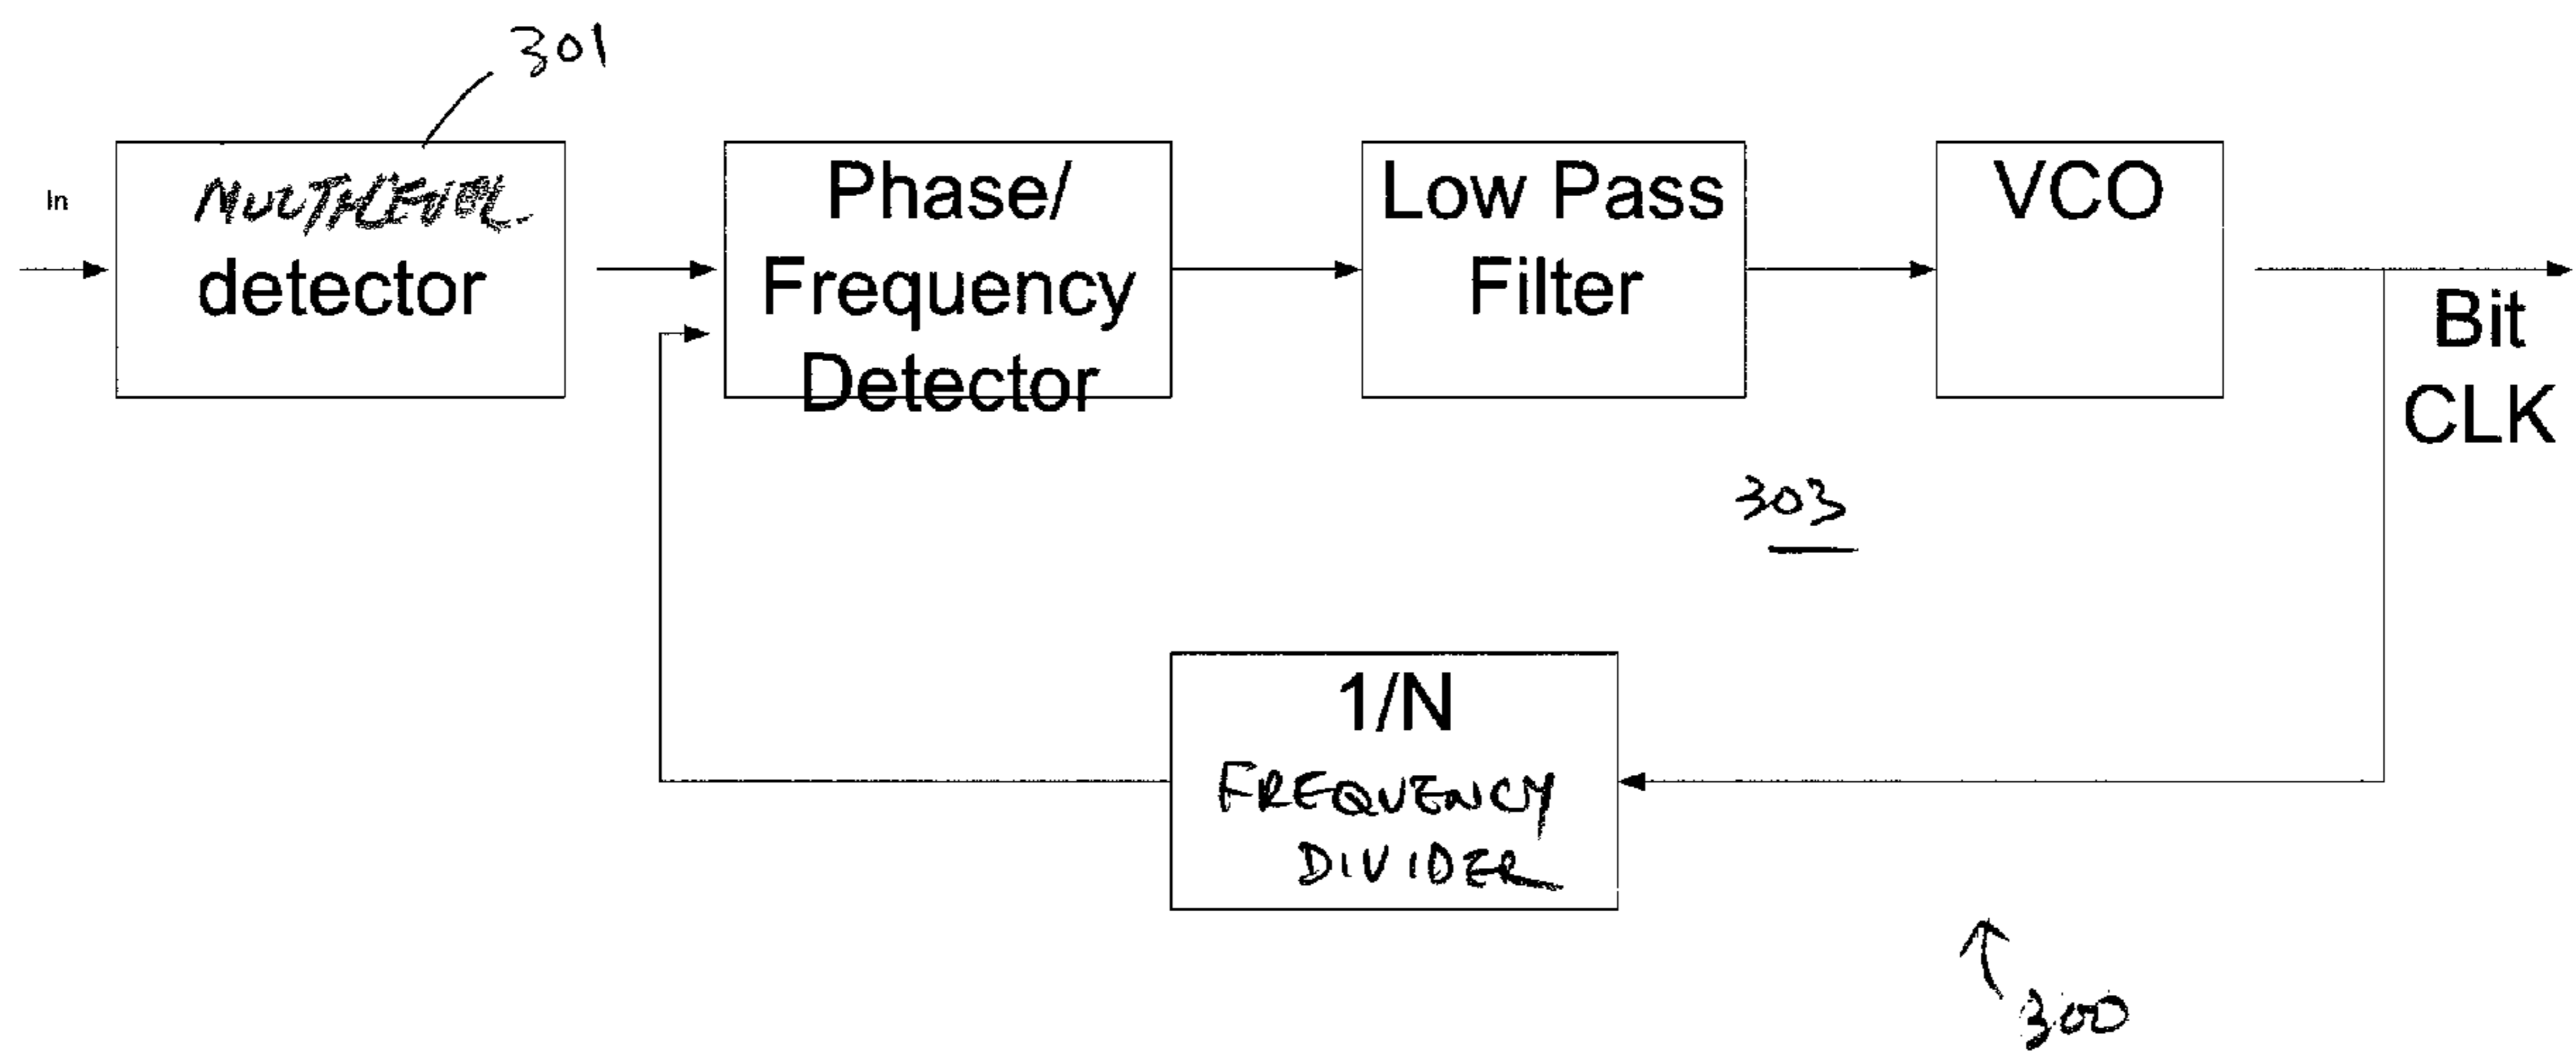 301
In
MULTILEVEL
detector
Phase/
Frequency
Detector
Low Pass
Filter
VCO
Bit
CLK
303
1/N
FREQUENCY
DIVIDER
300